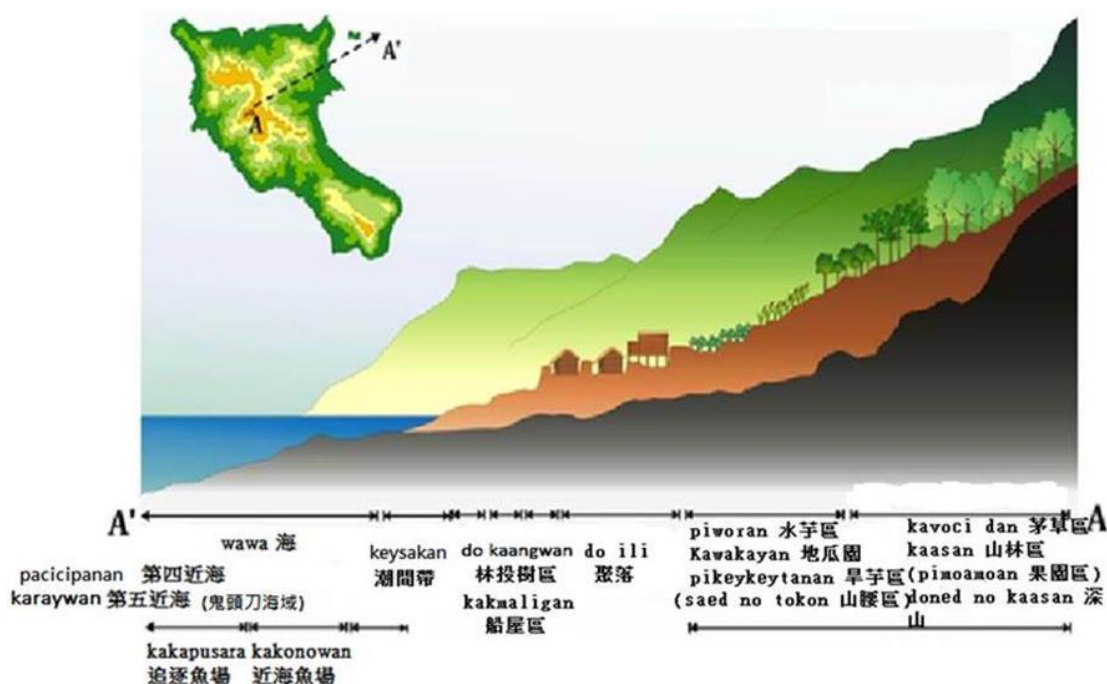 A'
A
A'
A
wawa 海
pacicipanan 第四近海
karaywan 第五近海 (鬼頭刀海域)
kakapusara
追逐魚場
kakonowan
近海魚場
keysakan
潮間帶
do kaangwan
林投樹區
kakmaligan
船屋區
do ili
聚落
piworan 水芋區
Kawakayan 地瓜園
pikeykeytanan 旱芋區
(saed no tokon 山腰區)
kavoci dan 茅草區
kaasan 山林區
(pimoamoan 果園區)
doned no kaasan 深
山